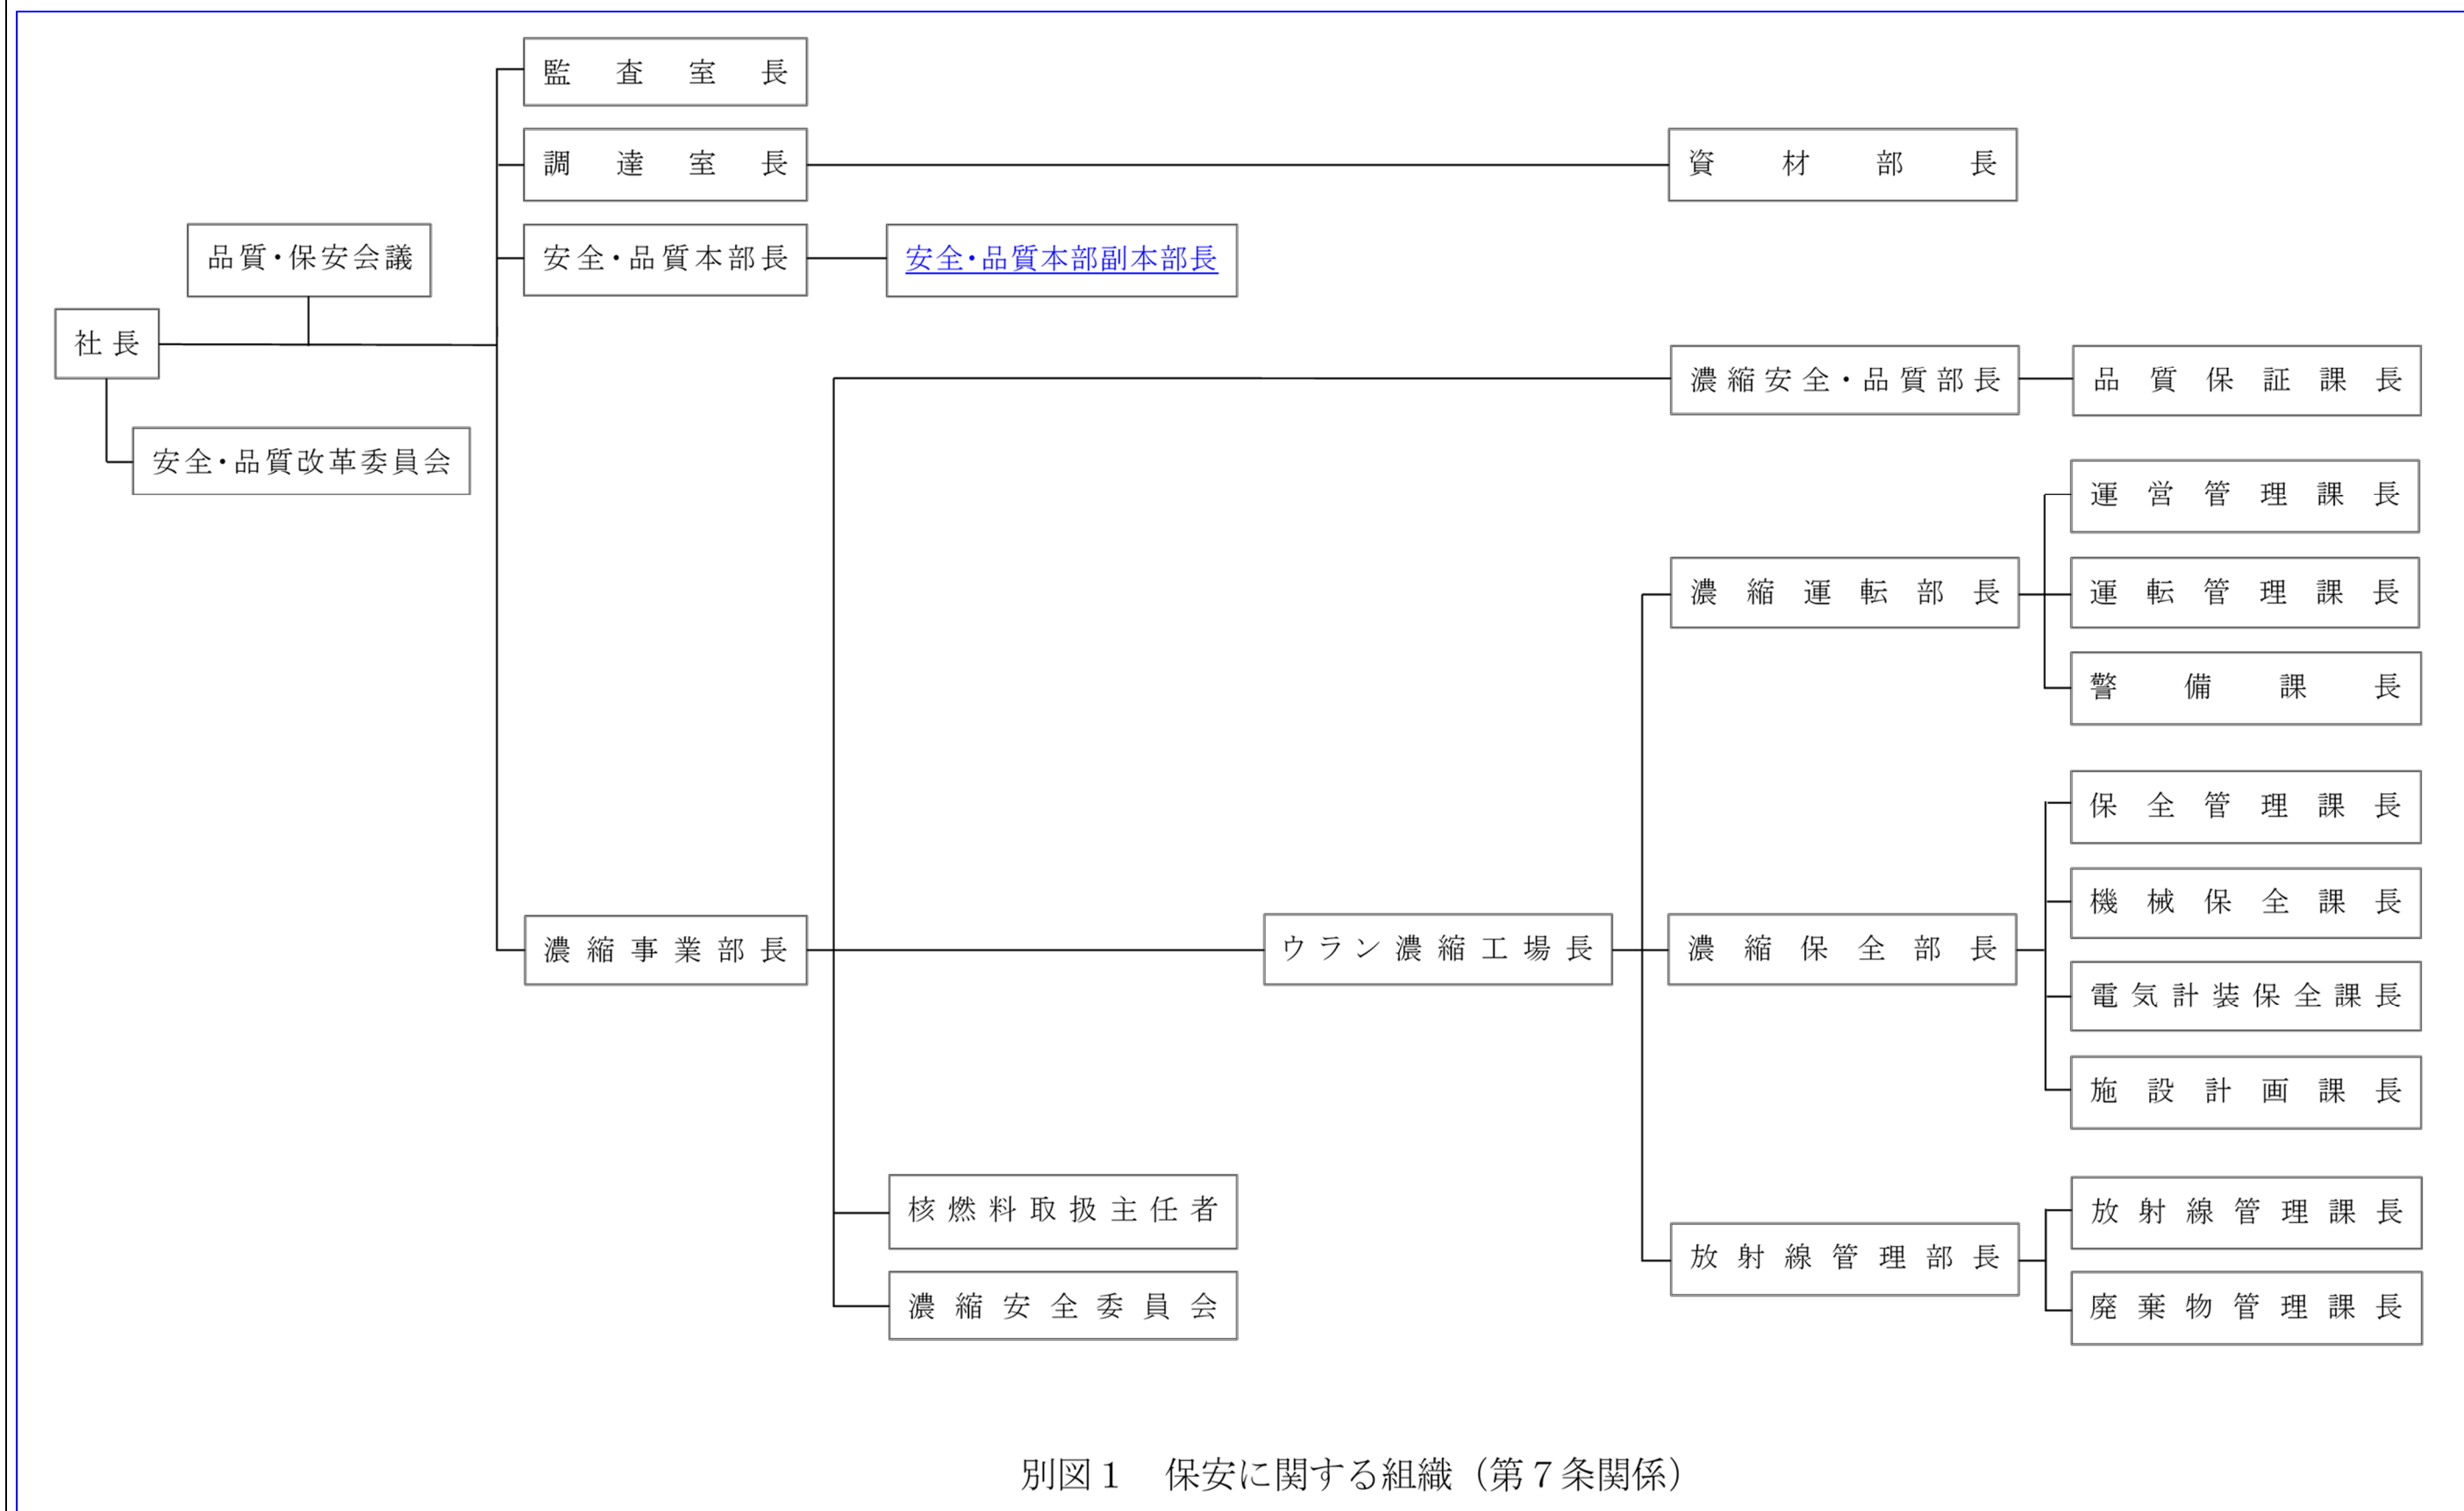 監査室長
調達室長
資材部長
品質・保安会議
安全・品質本部長
安全・品質本部副本部長
社長
濃縮安全・品質部長
品質保証課長
安全・品質改革委員会
運営管理課長
濃縮運転部長
運転管理課長
警備課長
保全管理課長
機械保全課長
濃縮事業部長
ウラン濃縮工場長
濃縮保全部長
電気計装保全課長
施設計画課長
核燃料取扱主任者
放射線管理課長
放射線管理部長
濃縮安全委員会
廃棄物管理課長
別図1　保安に関する組織（第7条関係）